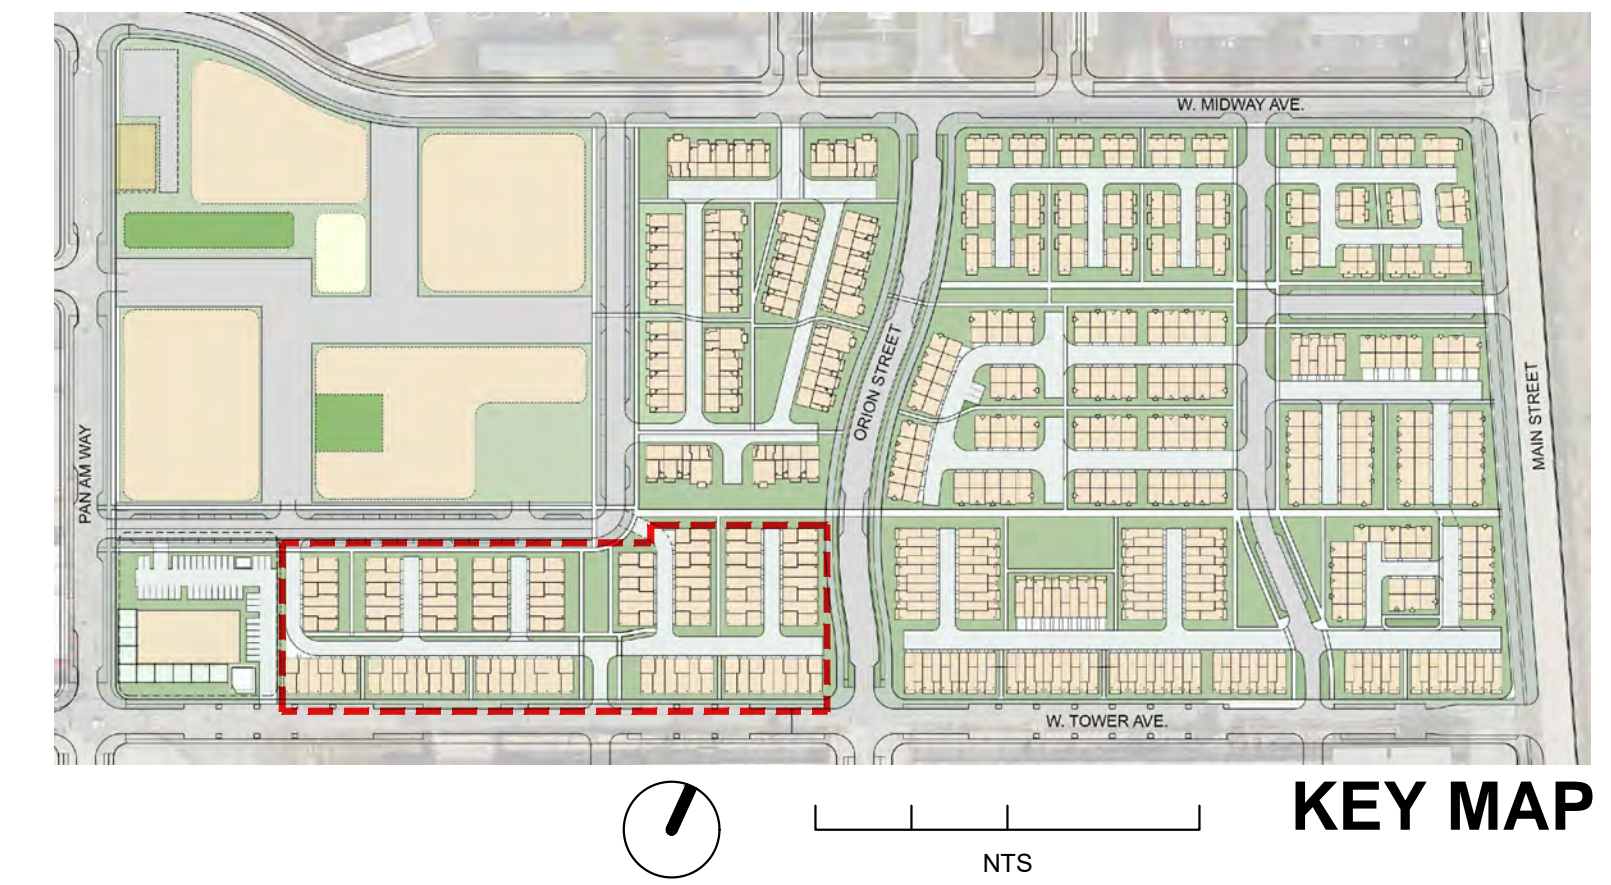 W. MIDWAY AVE.
ORION STREET
MAIN STREET
PAN AM WAY
W. TOWER AVE.
KEY MAP
NTS